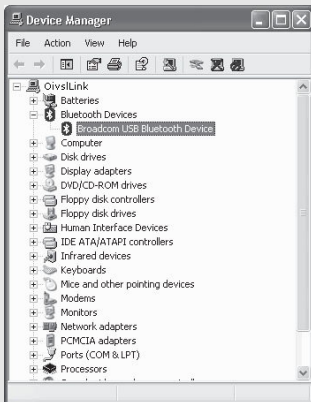 Device Manager
File Action View Help
OivslLink
Batteries
Bluetooth Devices
Broadcom USB Bluetooth Device
Computer
Disk drives
Display adapters
DVD/CD-ROM drives
Floppy disk controllers
Floppy disk drives
Human Interface Devices
IDE ATA/ATAPI controllers
Infrared devices
Keyboards
Mice and other pointing devices
Modems
Monitors
Network adapters
PCMCIA adapters
Ports (COM & LPT)
Processors